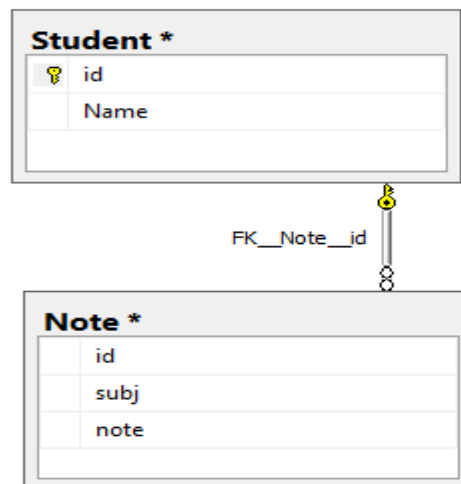 Student *
id
Name
FK__Note__id
Note *
id
subj
note